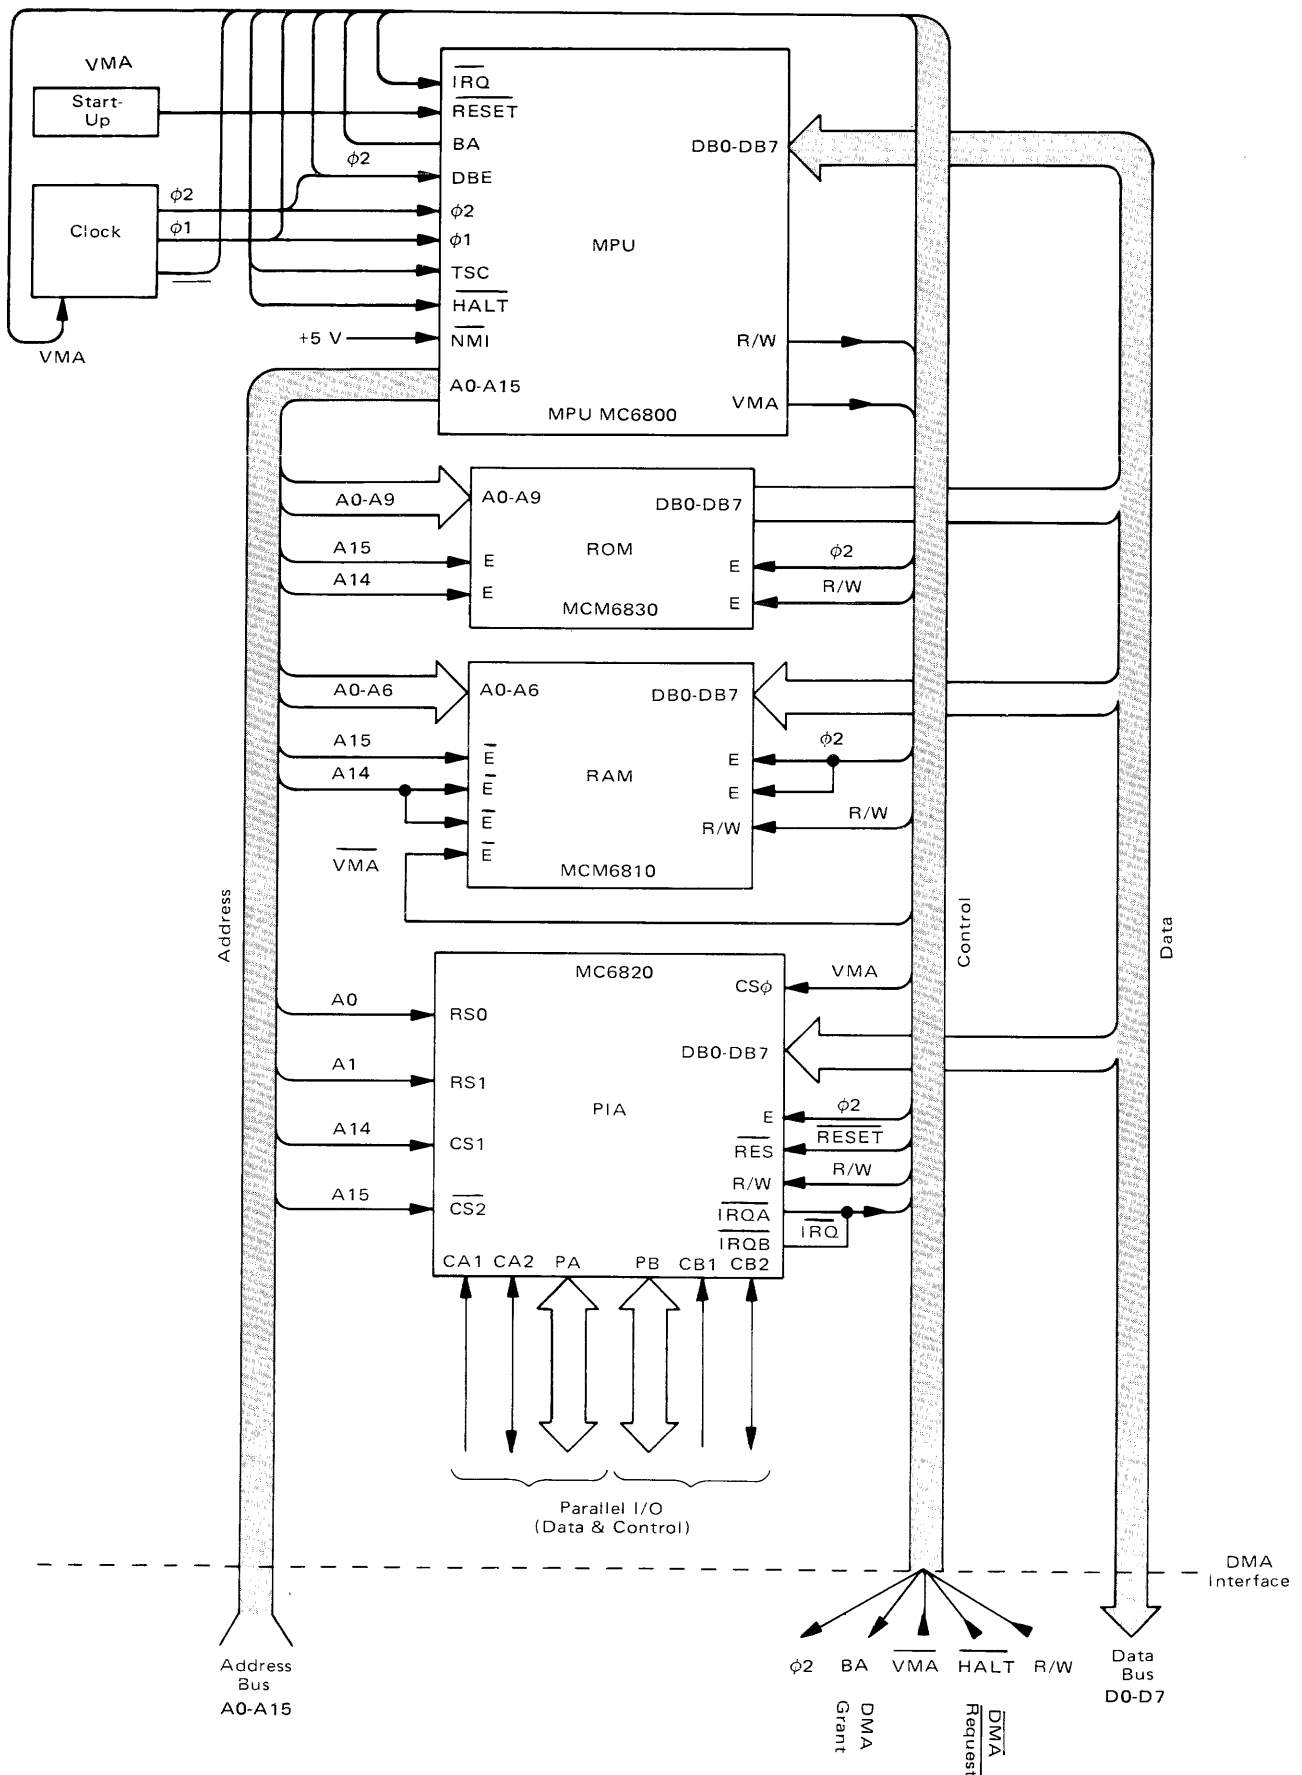 VMA
Start-
Up
Clock
φ2
φ1
VMA
φ2
+5 V
IRQ
RESET
BA
DBE
φ2
φ1
TSC
HALT
NMI
A0-A15
MPU
MPU MC6800
DB0-DB7
R/W
VMA
A0-A9
A15
A14
A0-A9
E
E
ROM
MCM6830
DB0-DB7
E
E
φ2
R/W
A0-A6
A15
A14
VMA
A0-A6
E
E
E
E
RAM
MCM6810
DB0-DB7
E
E
R/W
φ2
R/W
Address
Control
Data
A0
A1
A14
A15
MC6820
RS0
RS1
CS1
CS2
PIA
CSφ
DB0-DB7
E
RES
R/W
IRQA
IRQB
VMA
φ2
RESET
R/W
IRQ
CA1 CA2 PA PB CB1 CB2
Parallel I/O
(Data & Control)
DMA
Interface
Address
Bus
A0-A15
φ2 BA VMA HALT R/W
DMA
Grant
DMA
Request
Data
Bus
D0-D7